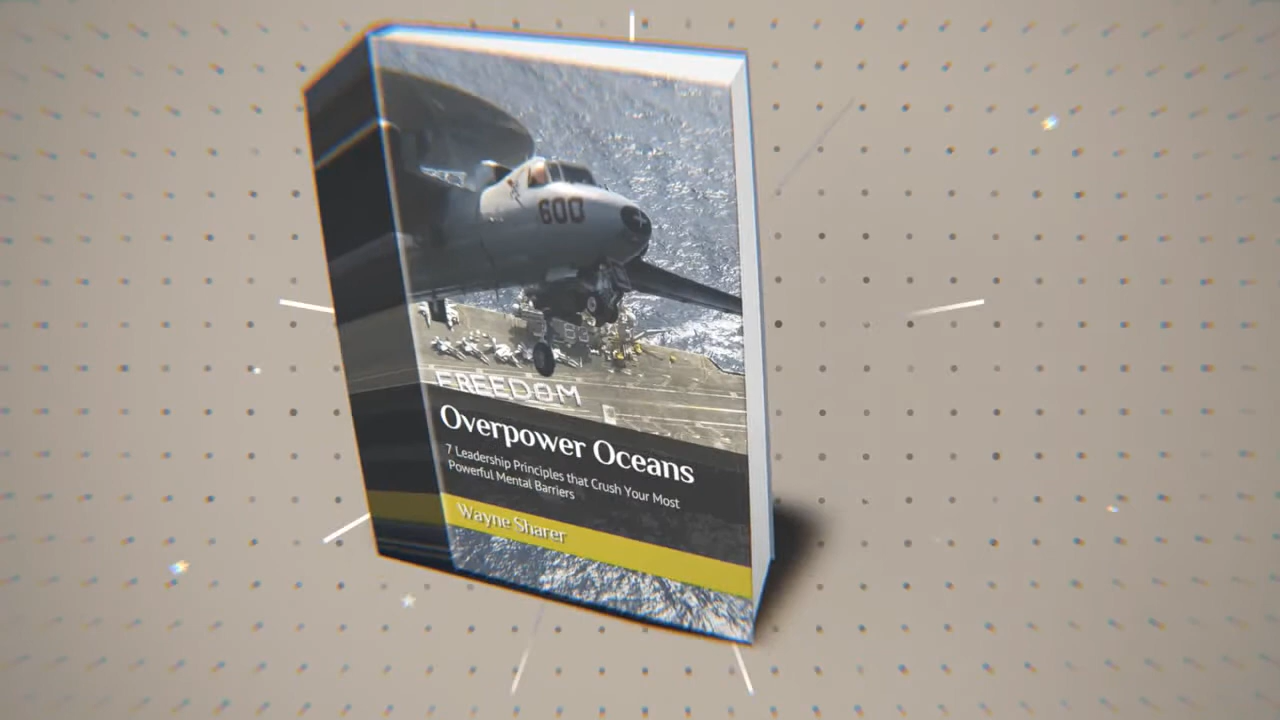 600
FREEDOM
Overpower Oceans
7 Leadership Principles that Crush Your Most
Powerful Mental Barriers
Wayne Sharer